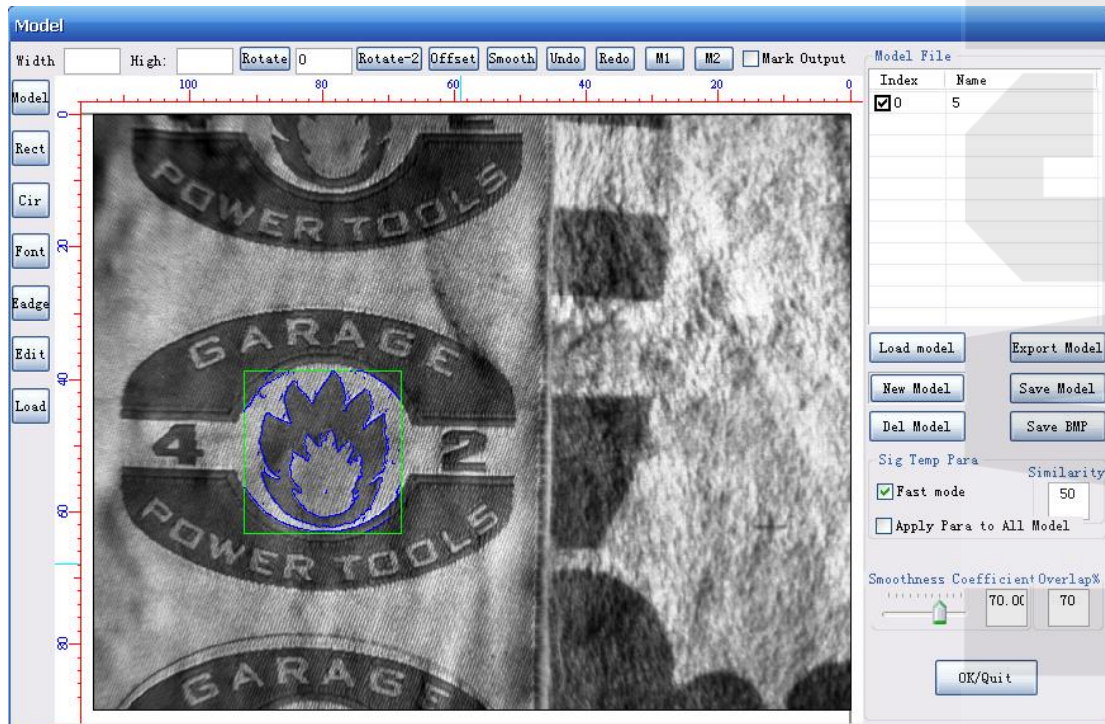 Model
Width High: Rotate 0 Rotate-2 Offset Smooth Undo Redo M1 M2 Mark Output
Model
Rect
Cir
Font
Eadge
Edit
Load
100 80 60 40 20 0
0
20
40
60
80
POWER TOOLS
GARAGE
4 2
POWER TOOLS
GARAGE
Model File
Index Name
0 5
Load model Export Model
New Model Save Model
Del Model Save BMP
Sig Temp Para
Similarity
Fast mode 50
Apply Para to All Model
Smoothness Coefficient Overlap%
70.00 70
OK/Quit